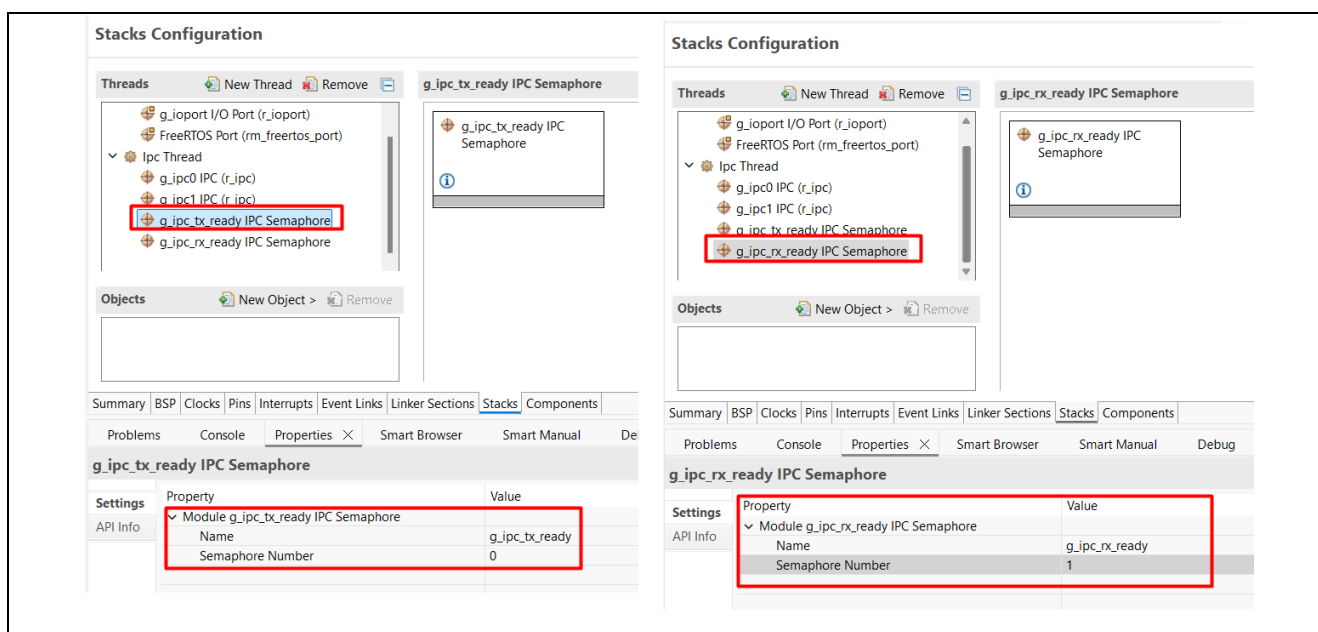 Stacks Configuration
Threads New Thread Remove
g_ioport I/O Port (r_ioport)
FreeRTOS Port (rm_freertos_port)
Ipc Thread
g_ipc0 IPC (r_ipc)
g_ipc1 IPC (r_ipc)
g_ipc_tx_ready IPC Semaphore
g_ipc_rx_ready IPC Semaphore
g_ipc_tx_ready IPC Semaphore
g_ipc_tx_ready IPC
Semaphore
Objects New Object > Remove
Summary BSP Clocks Pins Interrupts Event Links Linker Sections Stacks Components
Problems Console Properties Smart Browser Smart Manual
g_ipc_tx_ready IPC Semaphore
Settings
API Info
Property Value
Module g_ipc_tx_ready IPC Semaphore
Name g_ipc_tx_ready
Semaphore Number 0
Stacks Configuration
Threads New Thread Remove
g_ioport I/O Port (r_ioport)
FreeRTOS Port (rm_freertos_port)
Ipc Thread
g_ipc0 IPC (r_ipc)
g_ipc1 IPC (r_ipc)
g_ipc_tx_ready IPC Semaphore
g_ipc_rx_ready IPC Semaphore
g_ipc_rx_ready IPC Semaphore
g_ipc_rx_ready IPC
Semaphore
Objects New Object > Remove
Summary BSP Clocks Pins Interrupts Event Links Linker Sections Stacks Components
Problems Console Properties Smart Browser Smart Manual Debug
g_ipc_rx_ready IPC Semaphore
Settings
API Info
Property Value
Module g_ipc_rx_ready IPC Semaphore
Name g_ipc_rx_ready
Semaphore Number 1